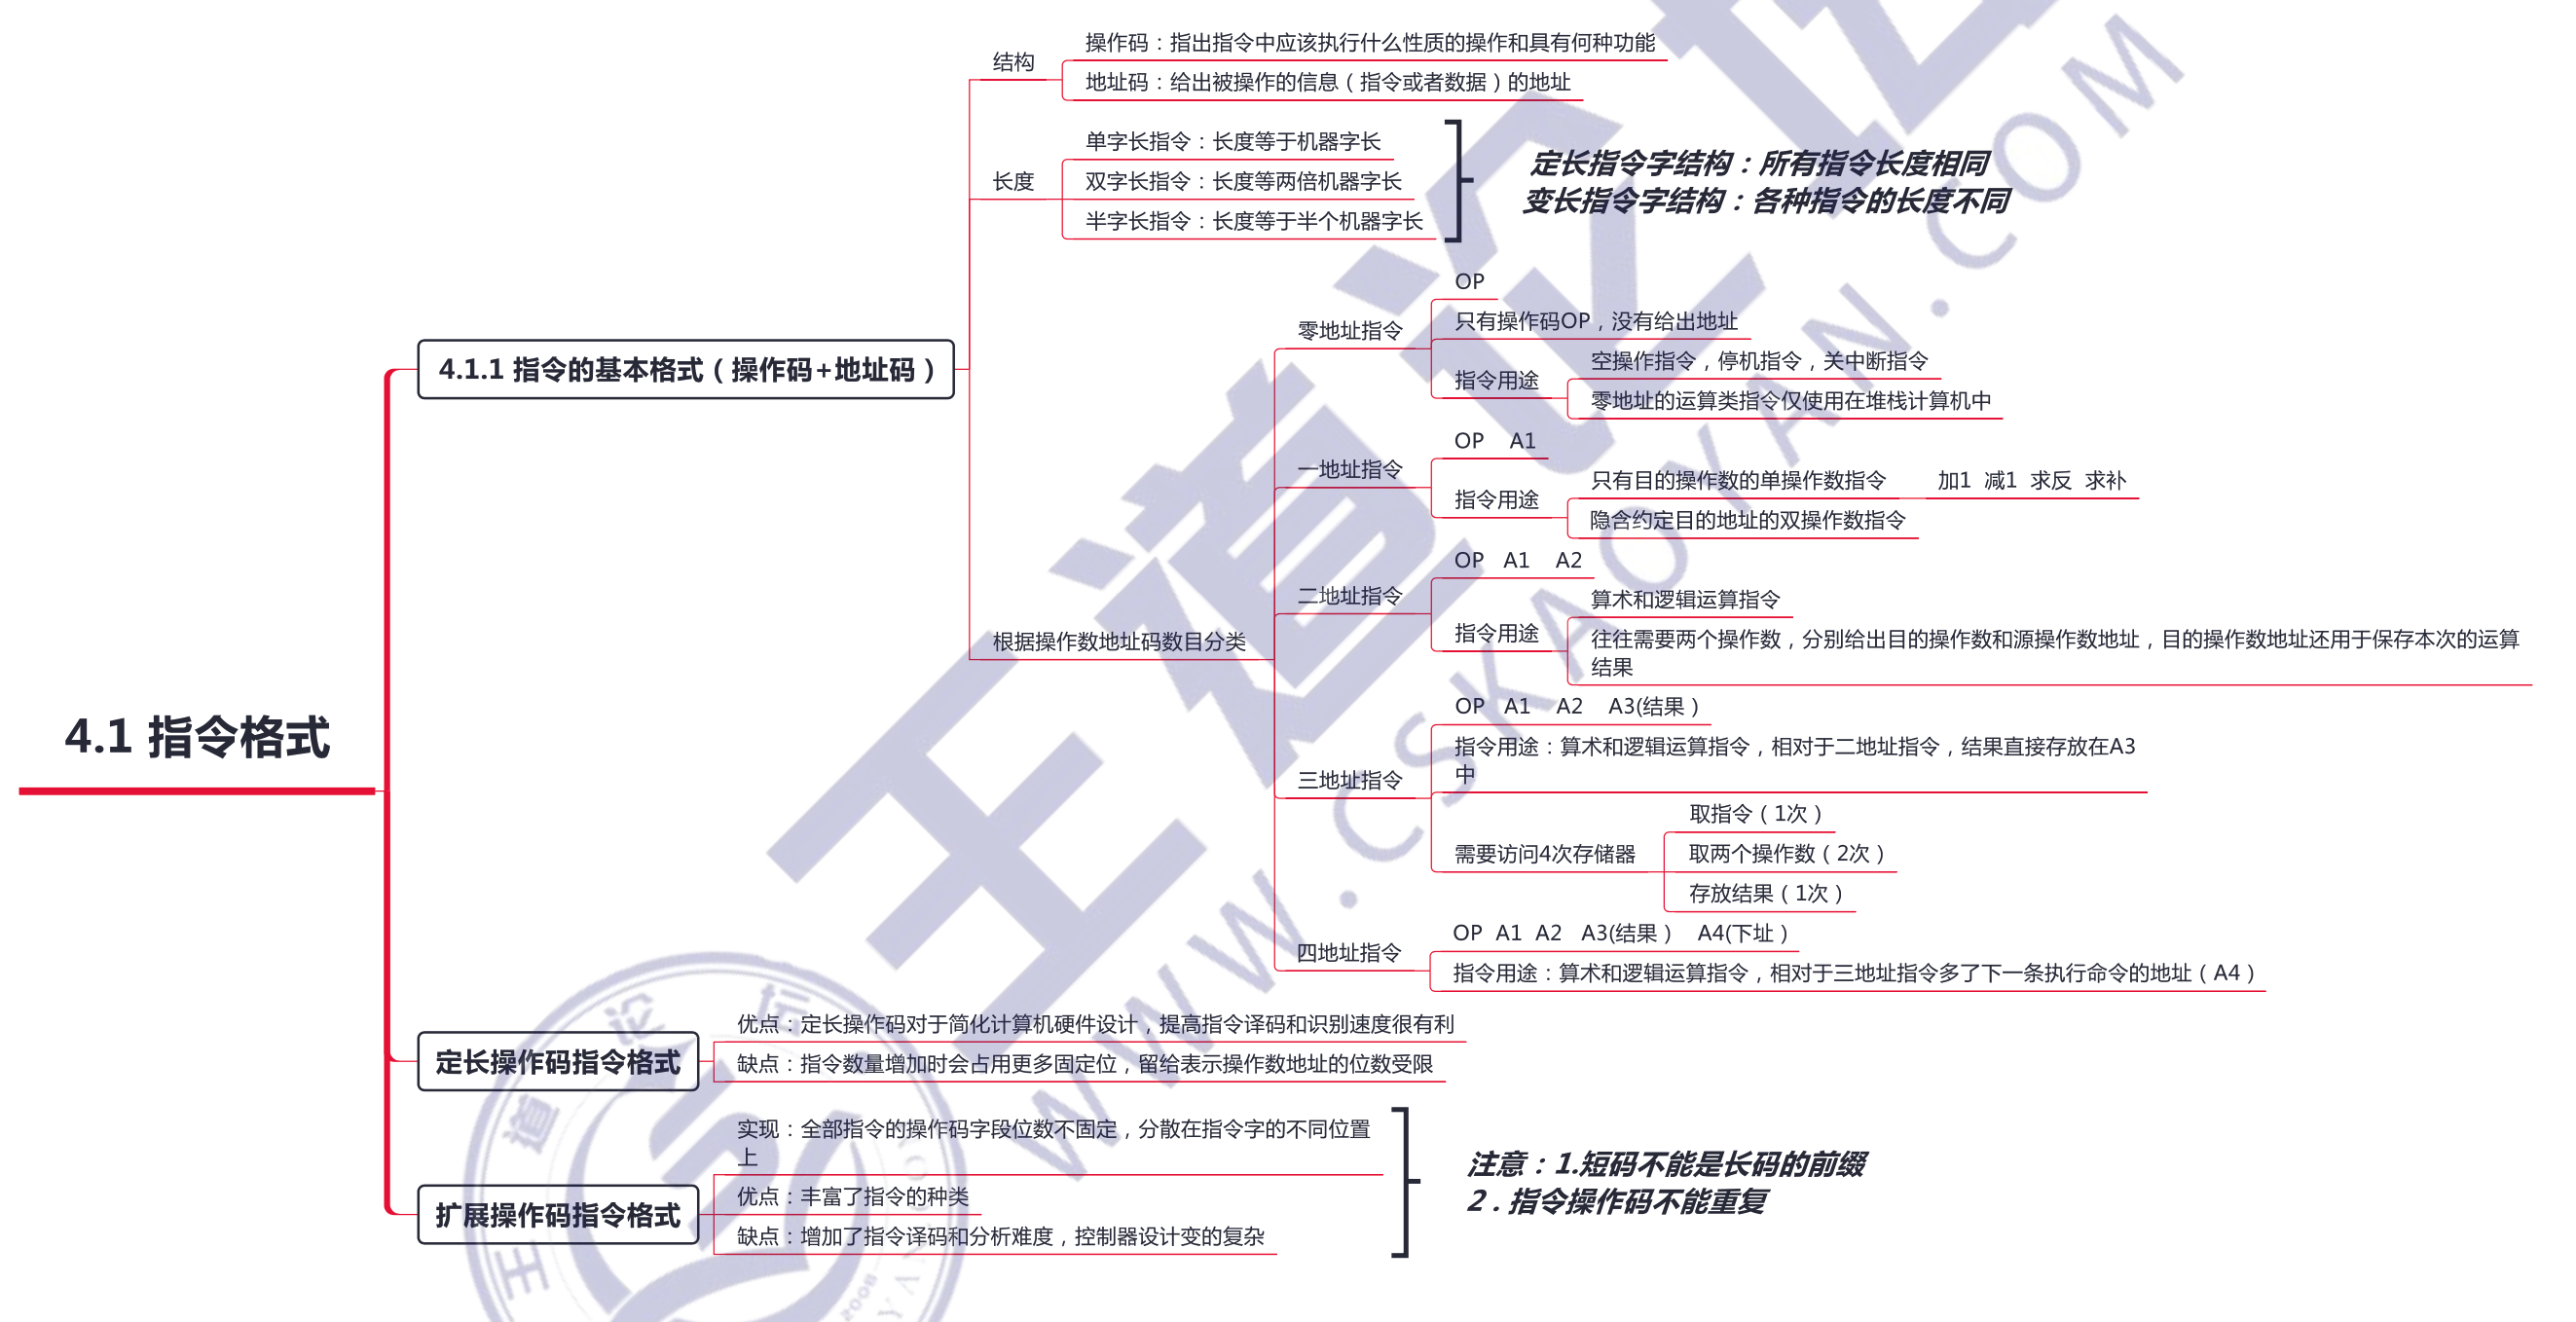 4.1 指令格式
4.1.1 指令的基本格式（操作码+地址码）
结构
操作码：指出指令中应该执行什么性质的操作和具有何种功能
地址码：给出被操作的信息（指令或者数据）的地址
长度
单字长指令：长度等于机器字长
双字长指令：长度等两倍机器字长
半字长指令：长度等于半个机器字长
定长指令字结构：所有指令长度相同
变长指令字结构：各种指令的长度不同
根据操作数地址码数目分类
零地址指令
OP
只有操作码OP，没有给出地址
指令用途
空操作指令，停机指令，关中断指令
零地址的运算类指令仅使用在堆栈计算机中
一地址指令
OP A1
指令用途
只有目的操作数的单操作数指令
加1 减1 求反 求补
隐含约定目的地址的双操作数指令
二地址指令
OP A1 A2
指令用途
算术和逻辑运算指令
往往需要两个操作数，分别给出目的操作数和源操作数地址，目的操作数地址还用于保存本次的运算
结果
三地址指令
OP A1 A2 A3(结果）
指令用途：算术和逻辑运算指令，相对于二地址指令，结果直接存放在A3
中
需要访问4次存储器
取指令（1次）
取两个操作数（2次）
存放结果（1次）
四地址指令
OP A1 A2 A3(结果） A4(下址）
指令用途：算术和逻辑运算指令，相对于三地址指令多了下一条执行命令的地址（A4）
定长操作码指令格式
优点：定长操作码对于简化计算机硬件设计，提高指令译码和识别速度很有利
缺点：指令数量增加时会占用更多固定位，留给表示操作数地址的位数受限
扩展操作码指令格式
实现：全部指令的操作码字段位数不固定，分散在指令字的不同位置
上
优点：丰富了指令的种类
缺点：增加了指令译码和分析难度，控制器设计变的复杂
注意：1.短码不能是长码的前缀
2．指令操作码不能重复
王道论坛
WWW.CSKAOYAN.COM
王道论坛
2008